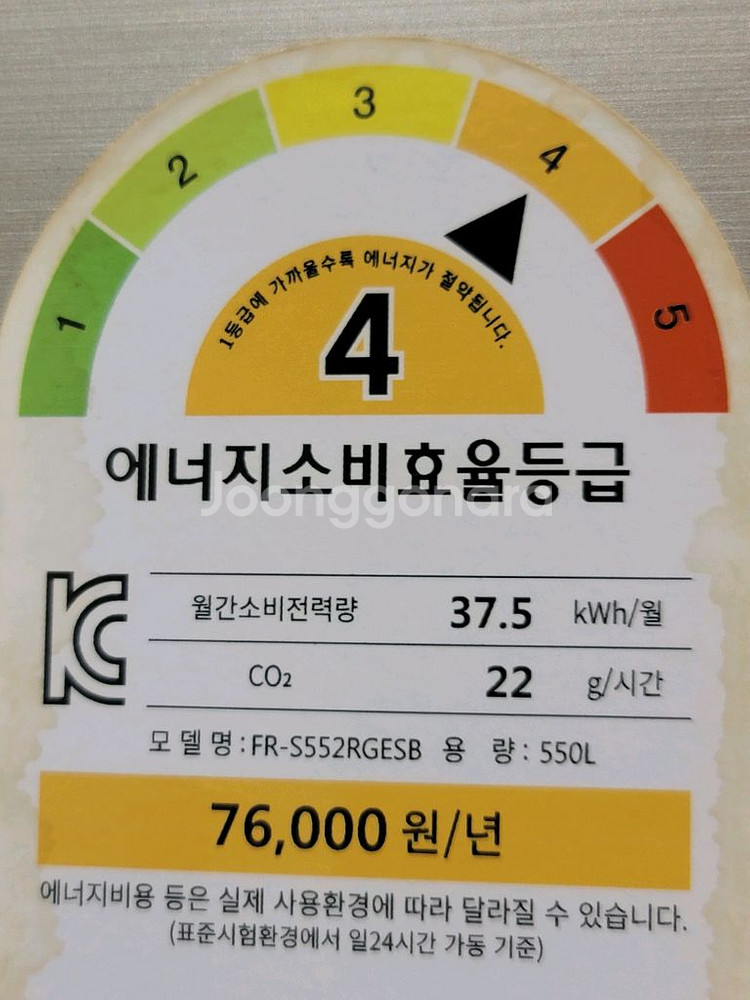 1
2
3
4
5
1등급에 가까울수록 에너지가 절약됩니다.
4
에너지소비효율등급
Joonggonara
월간소비전력량 37.5 kWh/월
CO₂ 22 g/시간
모델명 : FR-S552RGESB 용 량 : 550L
76,000 원/년
에너지비용 등은 실제 사용환경에 따라 달라질 수 있습니다.
(표준시험환경에서 일24시간 가동 기준)